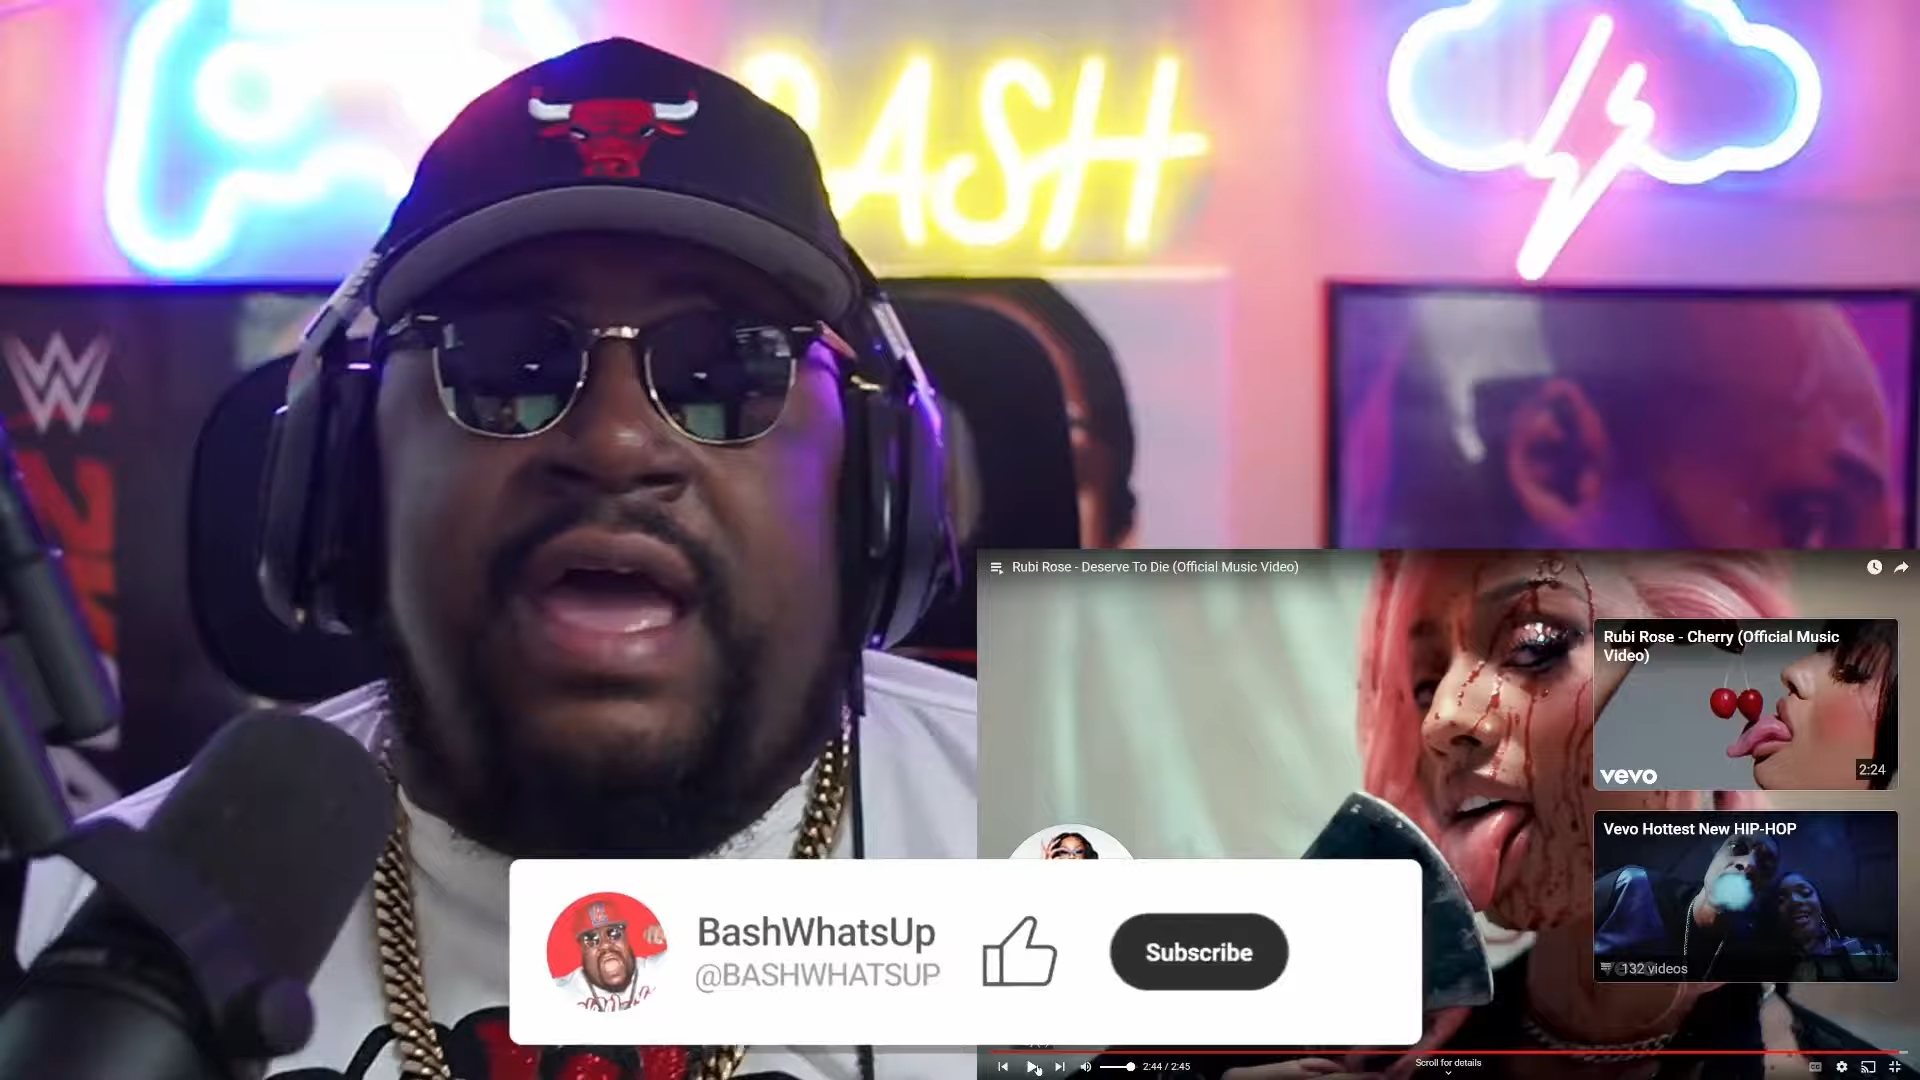 BASH
W
Rubi Rose - Deserve To Die (Official Music Video)
Rubi Rose - Cherry (Official Music
Video)
vevo
2:24
Vevo Hottest New HIP-HOP
132 videos
BashWhatsUp
@BASHWHATSUP
Subscribe
2:44 / 2:45
Scroll for details